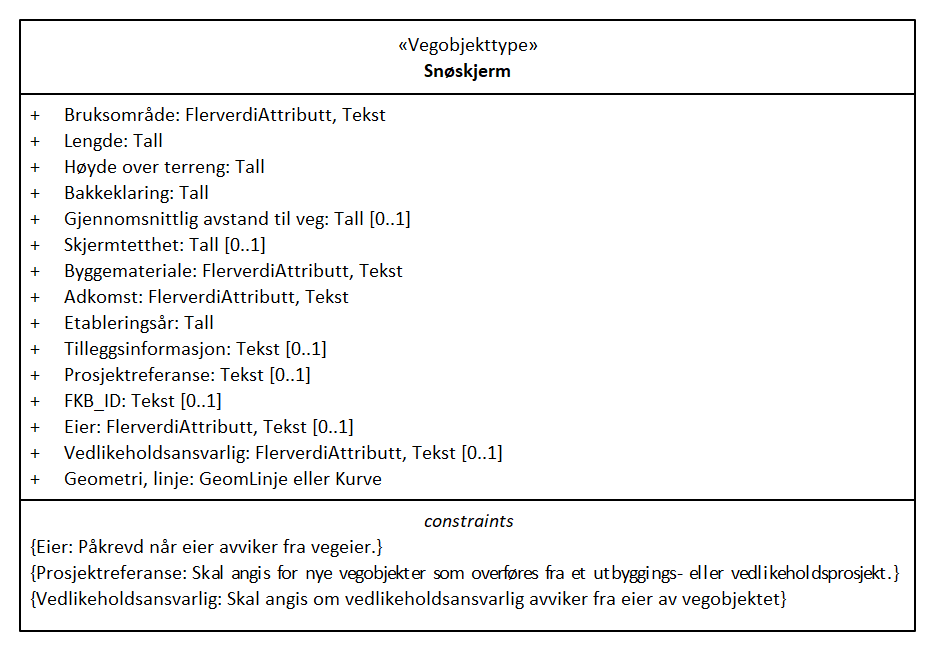 «Vegobjekttype»
Snøskjerm
+ Bruksområde: FlerverdiAttributt, Tekst
+ Lengde: Tall
+ Høyde over terreng: Tall
+ Bakkeklaring: Tall
+ Gjennomsnittlig avstand til veg: Tall [0..1]
+ Skjermtetthet: Tall [0..1]
+ Byggemateriale: FlerverdiAttributt, Tekst
+ Adkomst: FlerverdiAttributt, Tekst
+ Etableringsår: Tall
+ Tilleggsinformasjon: Tekst [0..1]
+ Prosjektreferanse: Tekst [0..1]
+ FKB_ID: Tekst [0..1]
+ Eier: FlerverdiAttributt, Tekst [0..1]
+ Vedlikeholdsansvarlig: FlerverdiAttributt, Tekst [0..1]
+ Geometri, linje: GeomLinje eller Kurve
constraints
{Eier: Påkrevd når eier avviker fra vegeier.}
{Prosjektreferanse: Skal angis for nye vegobjekter som overføres fra et utbyggings- eller vedlikeholdsprosjekt.}
{Vedlikeholdsansvarlig: Skal angis om vedlikeholdsansvarlig avviker fra eier av vegobjektet}